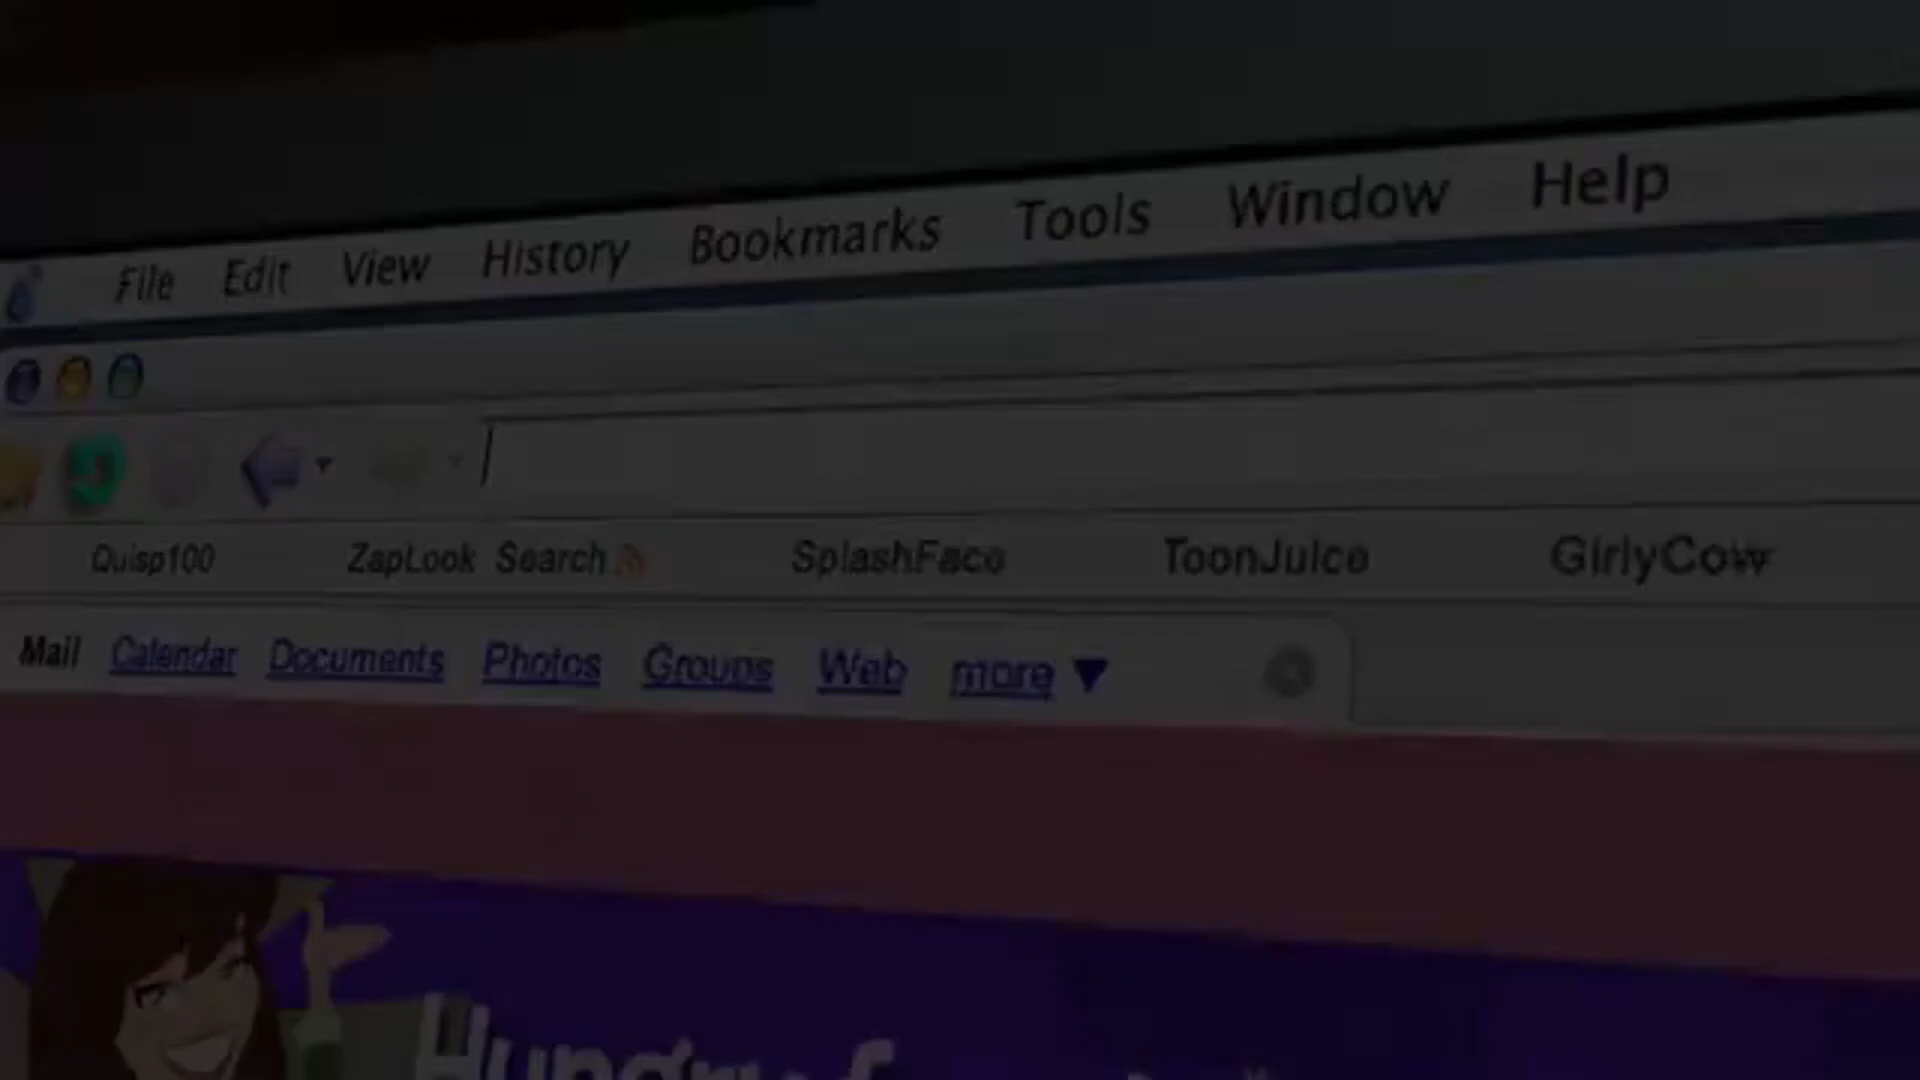 File Edit View History Bookmarks Tools Window Help
Quisp100 ZapLook Search SplashFace ToonJuice GirlyCow
Mail Calendar Documents Photos Groups Web more
Hungry